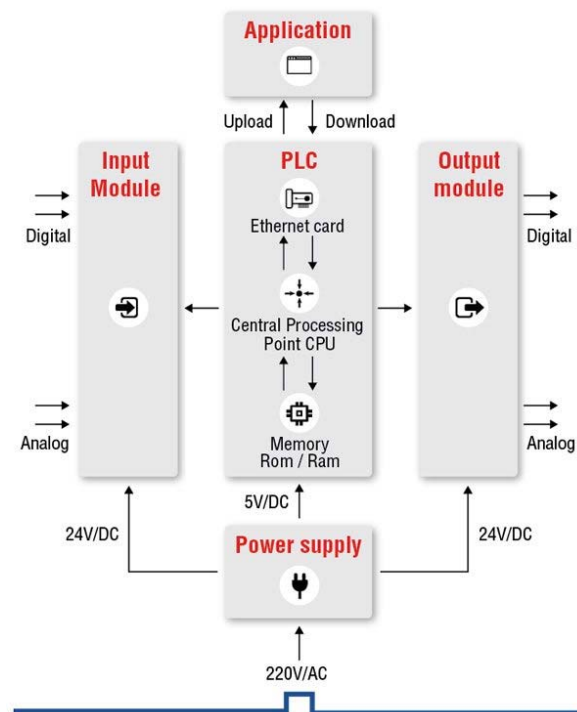 Application
Upload
Download
Input
Module
PLC
Output
module
Ethernet card
Digital
Digital
Central Processing
Point CPU
Analog
Memory
Rom / Ram
Analog
24V/DC
5V/DC
24V/DC
Power supply
220V/AC